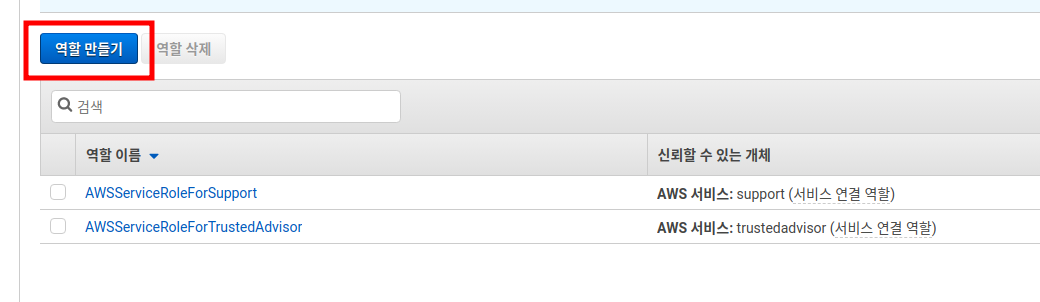 역할 만들기 역할 삭제
검색
역할 이름 신뢰할 수 있는 개체
AWSServiceRoleForSupport AWS 서비스: support (서비스 연결 역할)
AWSServiceRoleForTrustedAdvisor AWS 서비스: trustedadvisor (서비스 연결 역할)